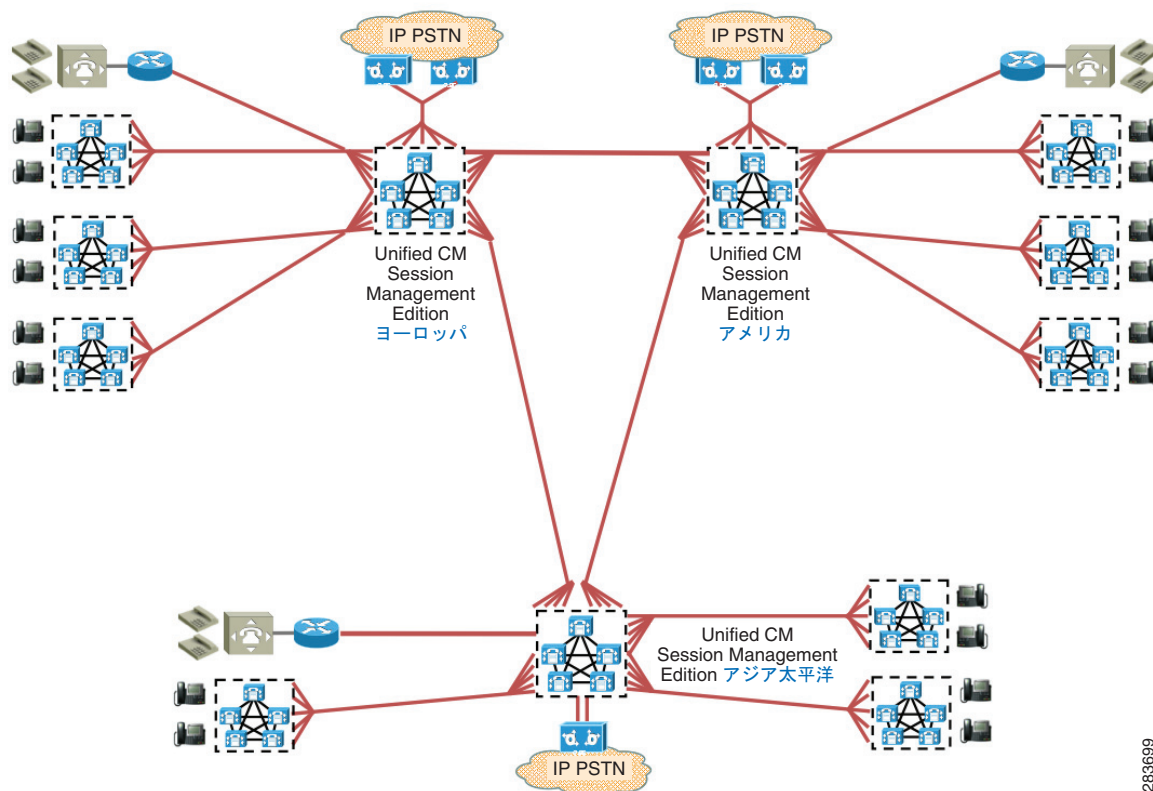 IP PSTN
IP PSTN
Unified CM
Session
Management
Edition
ヨーロッパ
Unified CM
Session
Management
Edition
アメリカ
Unified CM
Session Management
Edition アジア太平洋
IP PSTN
283699